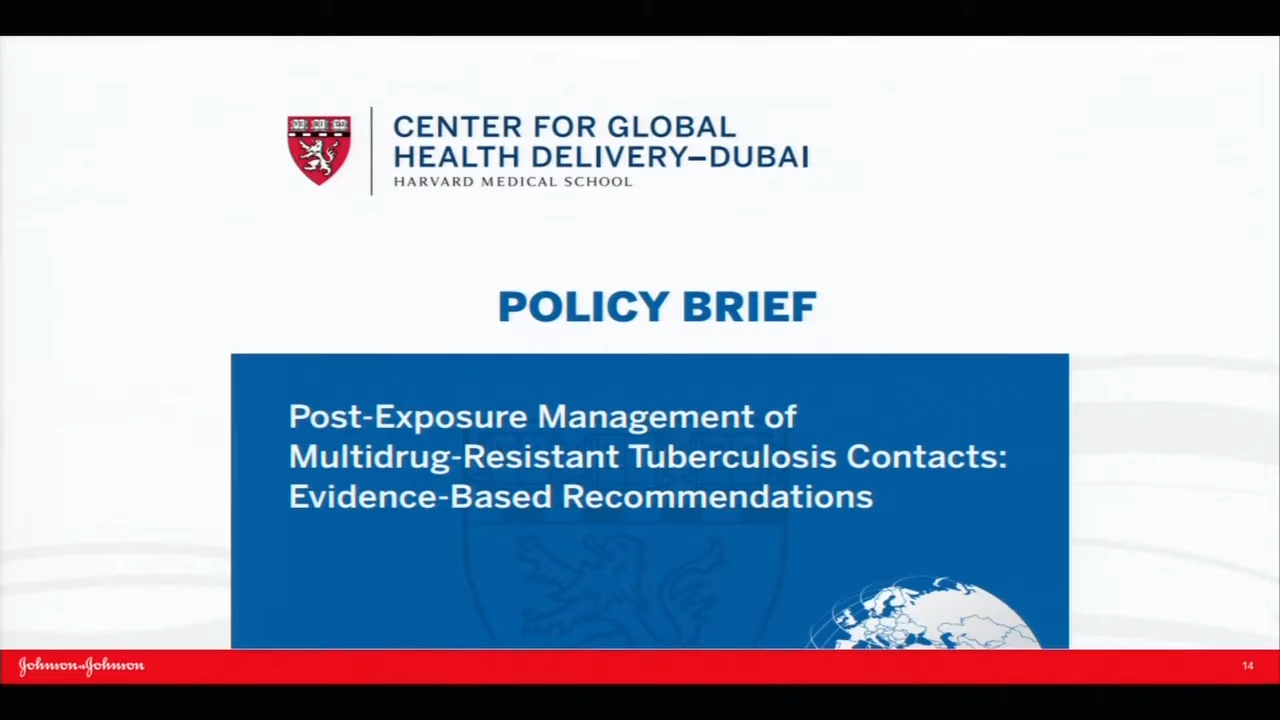 CENTER FOR GLOBAL
HEALTH DELIVERY–DUBAI
HARVARD MEDICAL SCHOOL
POLICY BRIEF
Post-Exposure Management of
Multidrug-Resistant Tuberculosis Contacts:
Evidence-Based Recommendations
Johnson & Johnson
14